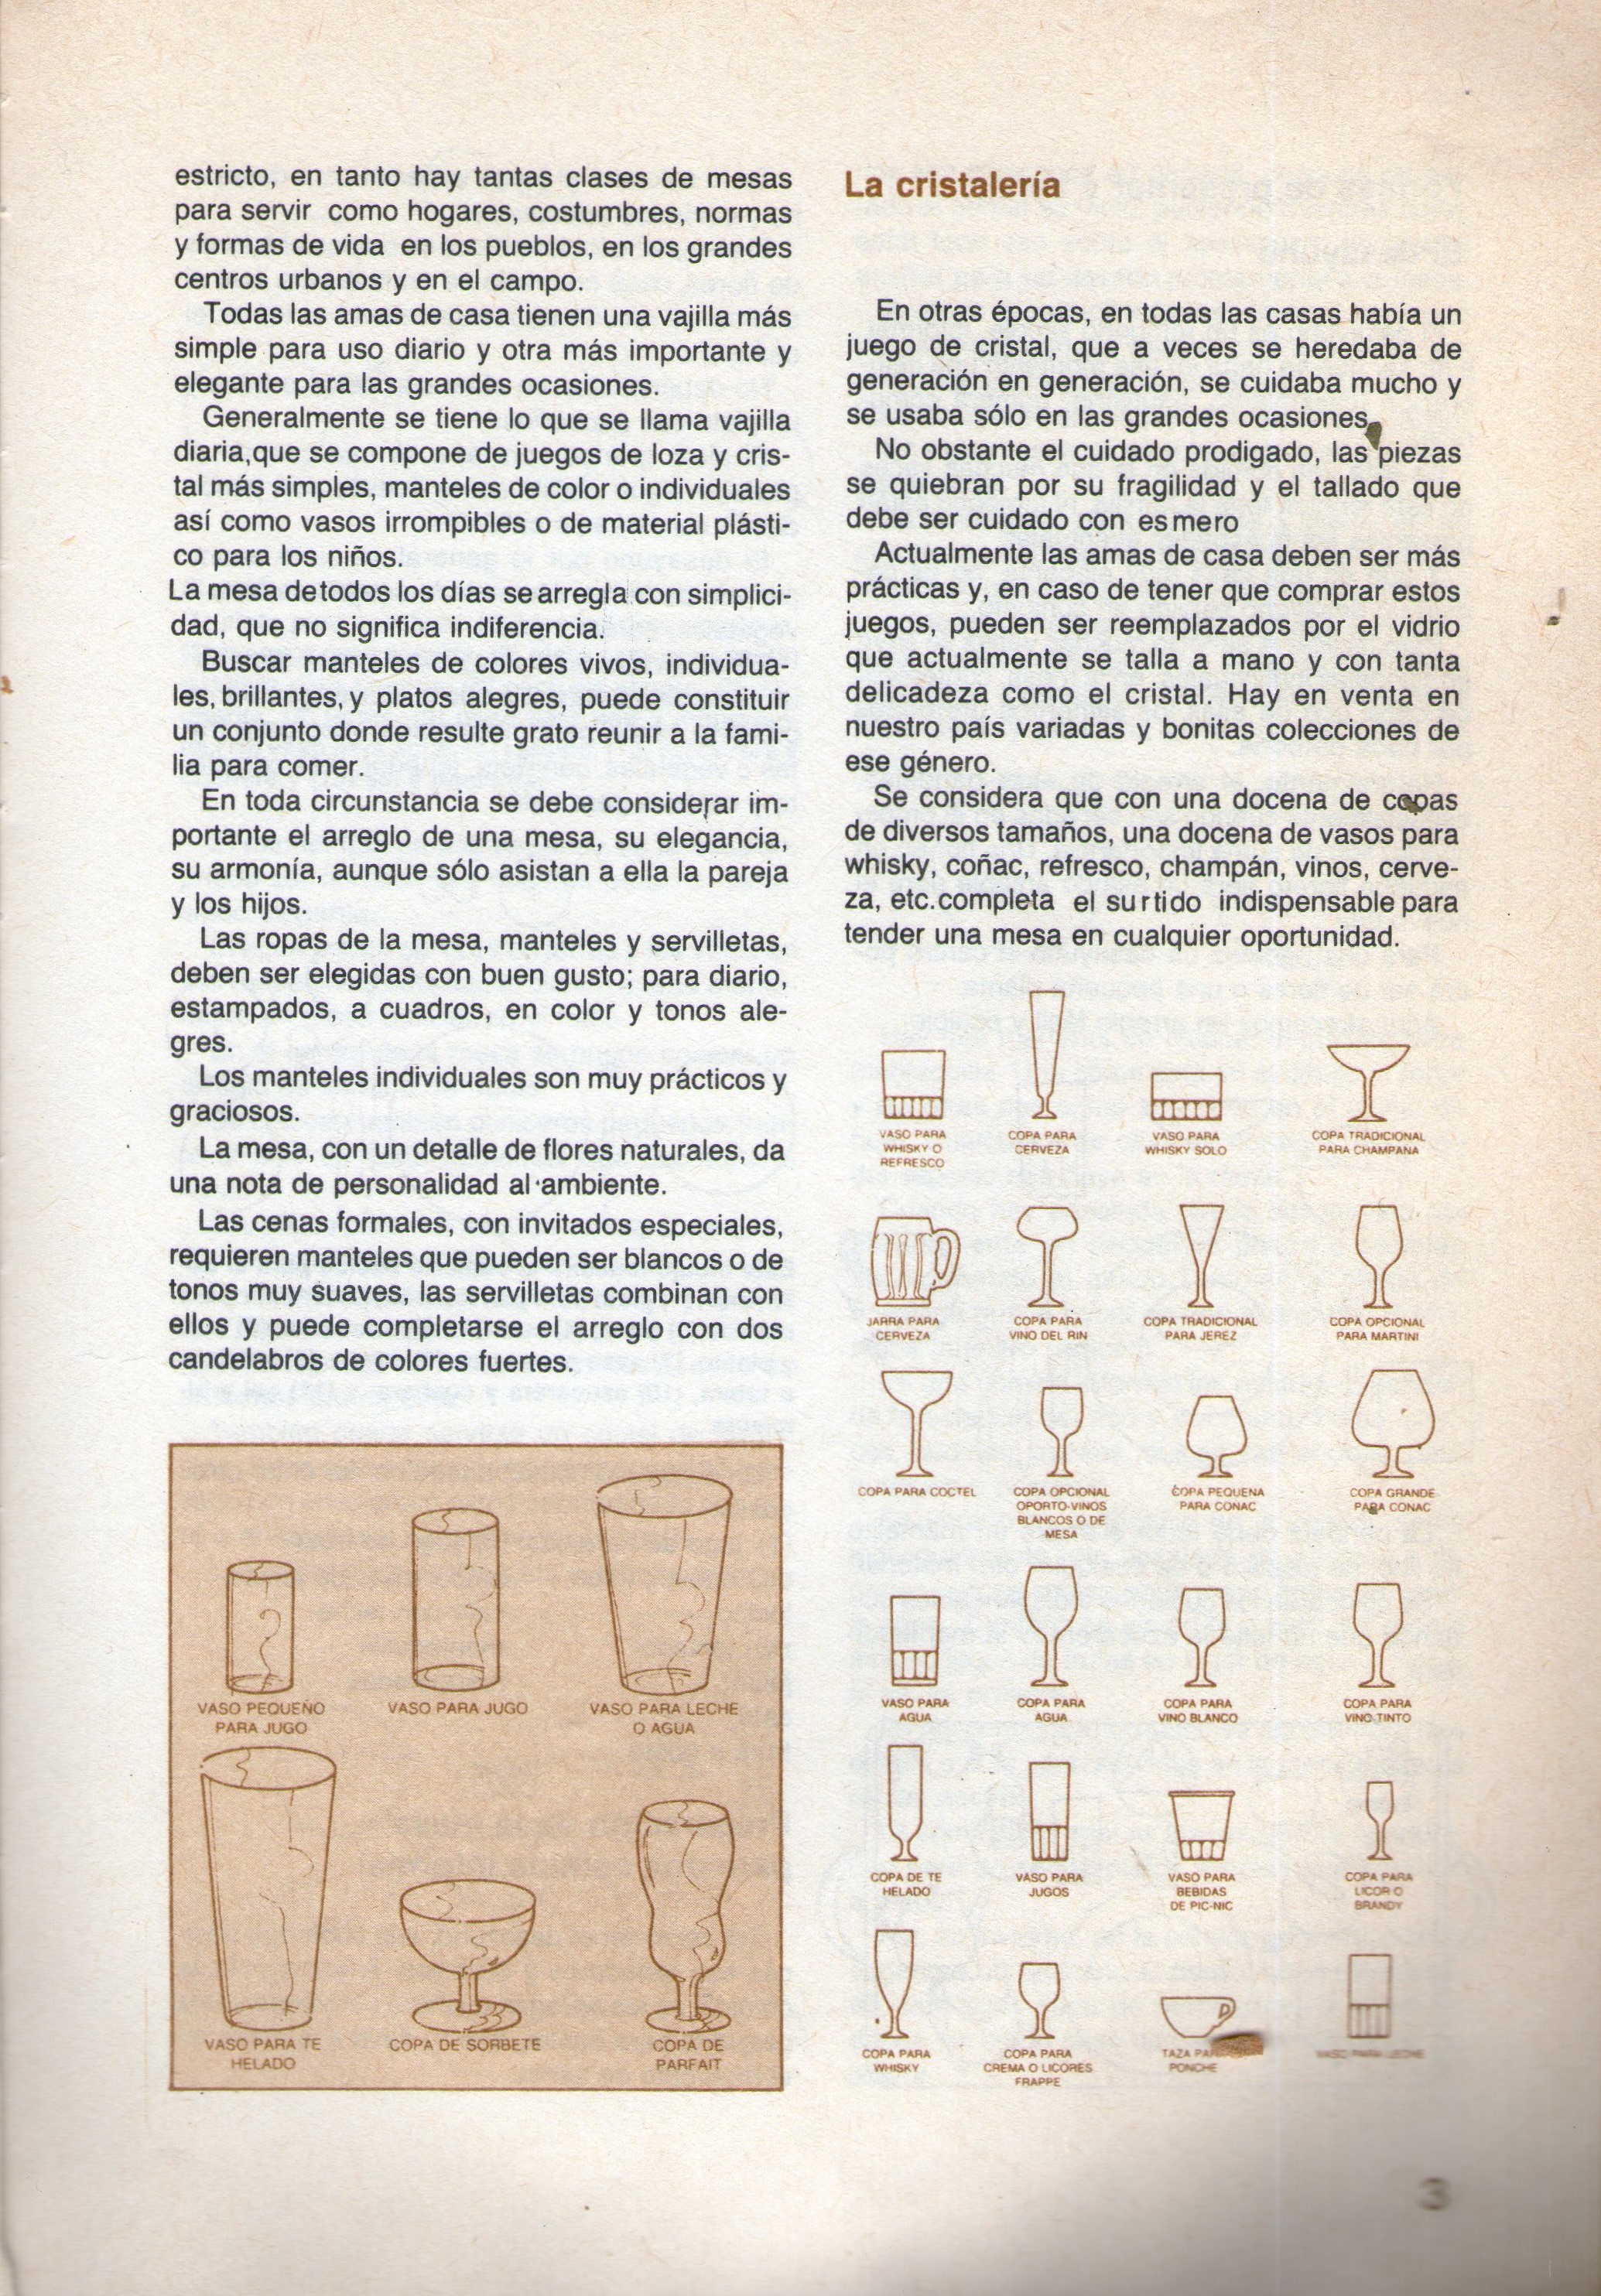 estricto, en tanto hay tantas clases de mesas
para servir como hogares, costumbres, normas
y formas de vida en los pueblos, en los grandes
centros urbanos y en el campo.
Todas las amas de casa tienen una vajilla más
simple para uso diario y otra más importante y
elegante para las grandes ocasiones.
Generalmente se tiene lo que se llama vajilla
diaria,que se compone de juegos de loza y cris-
tal más simples, manteles de color o individuales
así como vasos irrompibles o de material plásti-
co para los niños.
La mesa de todos los días se arregla con simplici-
dad, que no significa indiferencia.
Buscar manteles de colores vivos, individua-
les, brillantes, y platos alegres, puede constituir
un conjunto donde resulte grato reunir a la fami-
lia para comer.
En toda circunstancia se debe considerar im-
portante el arreglo de una mesa, su elegancia,
su armonía, aunque sólo asistan a ella la pareja
y los hijos.
Las ropas de la mesa, manteles y servilletas,
deben ser elegidas con buen gusto; para diario,
estampados, a cuadros, en color y tonos ale-
gres.
Los manteles individuales son muy prácticos y
graciosos.
La mesa, con un detalle de flores naturales, da
una nota de personalidad al ambiente.
Las cenas formales, con invitados especiales,
requieren manteles que pueden ser blancos o de
tonos muy suaves, las servilletas combinan con
ellos y puede completarse el arreglo con dos
candelabros de colores fuertes.
VASO PEQUEÑO
PARA JUGO
VASO PARA JUGO
VASO PARA LECHE
O AGUA
VASO PARA TE
HELADO
COPA DE SORBETE
COPA DE
PARFAIT
La cristalería
En otras épocas, en todas las casas había un
juego de cristal, que a veces se heredaba de
generación en generación, se cuidaba mucho y
se usaba sólo en las grandes ocasiones.
No obstante el cuidado prodigado, las piezas
se quiebran por su fragilidad y el tallado que
debe ser cuidado con esmero
Actualmente las amas de casa deben ser más
prácticas y, en caso de tener que comprar estos
juegos, pueden ser reemplazados por el vidrio
que actualmente se talla a mano y con tanta
delicadeza como el cristal. Hay en venta en
nuestro país variadas y bonitas colecciones de
ese género.
Se considera que con una docena de copas
de diversos tamaños, una docena de vasos para
whisky, coñac, refresco, champán, vinos, cerve-
za, etc.completa el surtido indispensable para
tender una mesa en cualquier oportunidad.
VASO PARA
WHISKY O
REFRESCO
COPA PARA
CERVEZA
VASO PARA
WHISKY SOLO
COPA TRADICIONAL
PARA CHAMPANA
JARRA PARA
CERVEZA
COPA PARA
VINO DEL RIN
COPA TRADICIONAL
PARA JEREZ
COPA OPCIONAL
PARA MARTINI
COPA PARA COCTEL
COPA OPCIONAL
OPORTO-VINOS
BLANCOS O DE
MESA
COPA PEQUENA
PARA CONAC
COPA GRANDE
PARA CONAC
VASO PARA
AGUA
COPA PARA
AGUA
COPA PARA
VINO BLANCO
COPA PARA
VINO TINTO
COPA DE TE
HELADO
VASO PARA
JUGOS
VASO PARA
BEBIDAS
DE PIC-NIC
COPA PARA
LICOR O
BRANDY
COPA PARA
WHISKY
COPA PARA
CREMA O LICORES
FRAPPE
TAZA PARA
PONCHE
VASO PARA LECHE
3